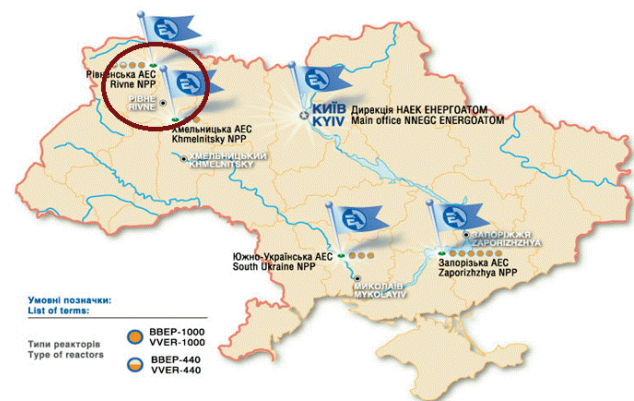 Рівненська АЕС
Rivne NPP
РІВНЕ
RIVNE
Хмельницька АЕС
Khmelnitsky NPP
ХМЕЛЬНИЦЬКИЙ
KHMELNITSKY
КИЇВ
KYIV
Дирекція НАЕК ЕНЕРГОАТОМ
Main office NNEGC ENERGOATOM
ЗАПОРІЖЖЯ
ZAPORIZHZHYA
Южно-Українська АЕС
South Ukraine NPP
Запорізька АЕС
Zaporizhzhya NPP
МИКОЛАЇВ
MYKOLAYIV
Умовні позначки:
List of terms:
Типи реакторів
Type of reactors
ВВЕР-1000
VVER-1000
ВВЕР-440
VVER-440